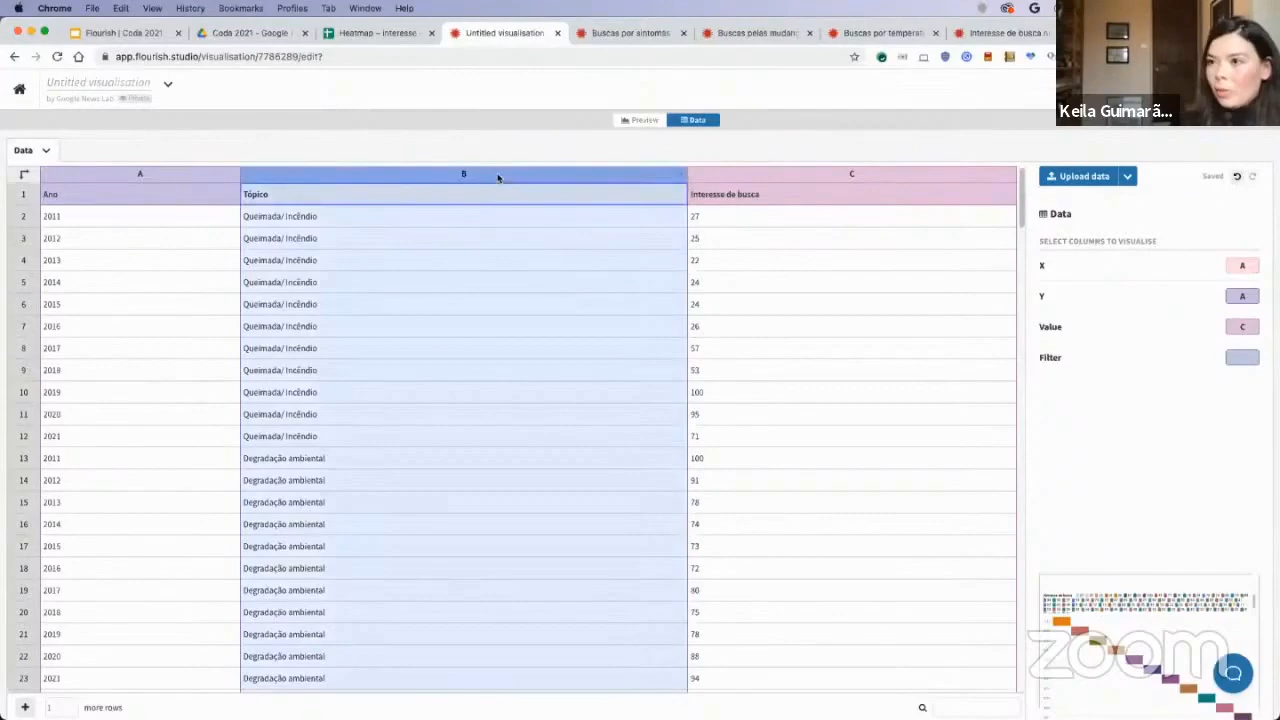 Chrome File Edit View History Bookmarks Profiles Tab Window Help
Flourish | Coda 2021 Coda 2021 - Google Heatmap – interesse Untitled visualisation Buscas por sintomas Buscas pelas mudanç Buscas por temperat Interesse de busca n
app.flourish.studio/visualisation/7786289/edit?
Untitled visualisation
by Google News Lab Private
Preview Data
Keila Guimarã...
Data
A B C
1 Ano Tópico Interesse de busca
2 2011 Queimada/ Incêndio 27
3 2012 Queimada/ Incêndio 25
4 2013 Queimada/ Incêndio 22
5 2014 Queimada/ Incêndio 24
6 2015 Queimada/ Incêndio 24
7 2016 Queimada/ Incêndio 26
8 2017 Queimada/ Incêndio 57
9 2018 Queimada/ Incêndio 53
10 2019 Queimada/ Incêndio 100
11 2020 Queimada/ Incêndio 95
12 2021 Queimada/ Incêndio 71
13 2011 Degradação ambiental 100
14 2012 Degradação ambiental 91
15 2013 Degradação ambiental 78
16 2014 Degradação ambiental 74
17 2015 Degradação ambiental 73
18 2016 Degradação ambiental 72
19 2017 Degradação ambiental 80
20 2018 Degradação ambiental 75
21 2019 Degradação ambiental 78
22 2020 Degradação ambiental 88
23 2021 Degradação ambiental 94
1 more rows
Upload data Saved
Data
SELECT COLUMNS TO VISUALISE
X A
Y A
Value C
Filter
Interesse de busca
zoom